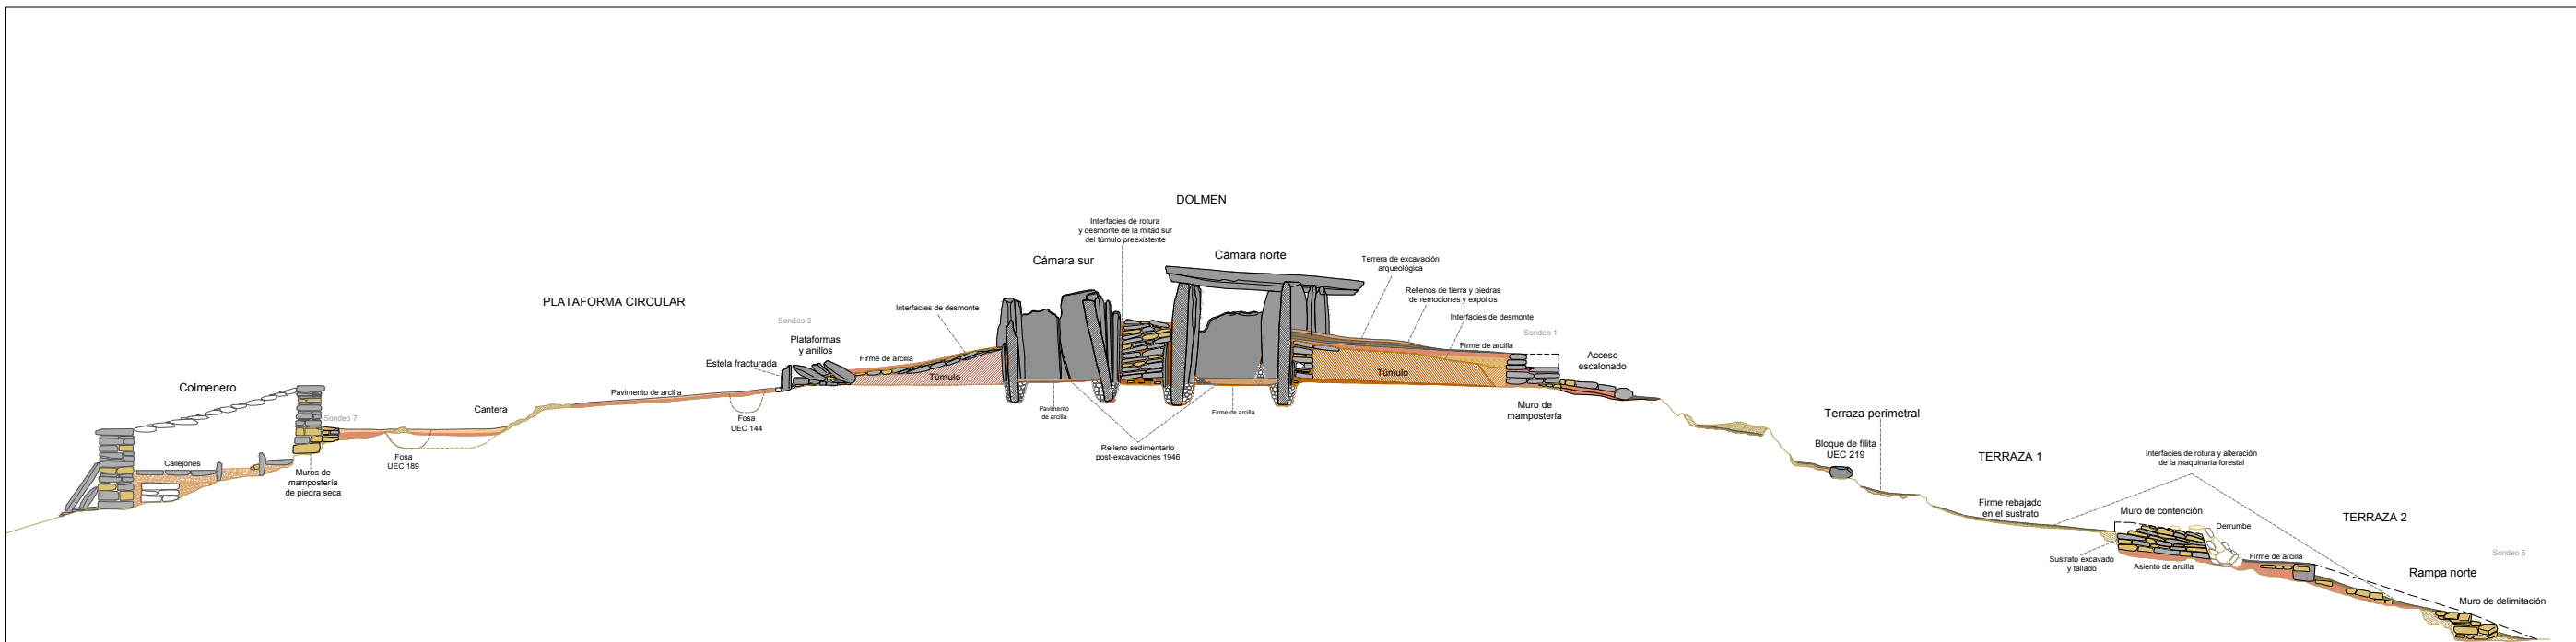 DOLMEN
Interfacies de rotura
y desmonte de la mitad sur
del túmulo preexistente
Cámara sur
Cámara norte
Terrera de excavación
arqueológica
Rellenos de tierra y piedras
de remociones y expolios
Interfacies de desmonte
PLATAFORMA CIRCULAR
Interfacies de desmonte
Sondeo 3
Sondeo 1
Plataformas
y anillos
Firme de arcilla
Firme de arcilla
Estela fracturada
Túmulo
Túmulo
Acceso
escalonado
Colmenero
Pavimento de arcilla
Cantera
Sondeo 7
Fosa
UEC 144
Pavimento
de arcilla
Firme de arcilla
Muro de
mampostería
Terraza perimetral
Relleno sedimentario
post-excavaciones 1946
Callejones
Fosa
UEC 189
Muros de
mampostería
de piedra seca
Bloque de filita
UEC 219
TERRAZA 1
Interfacies de rotura y alteración
de la maquinaria forestal
Firme rebajado
en el sustrato
Muro de contención
Derrumbe
TERRAZA 2
Sustrato excavado
y tallado
Asiento de arcilla
Firme de arcilla
Sondeo 5
Rampa norte
Muro de delimitación